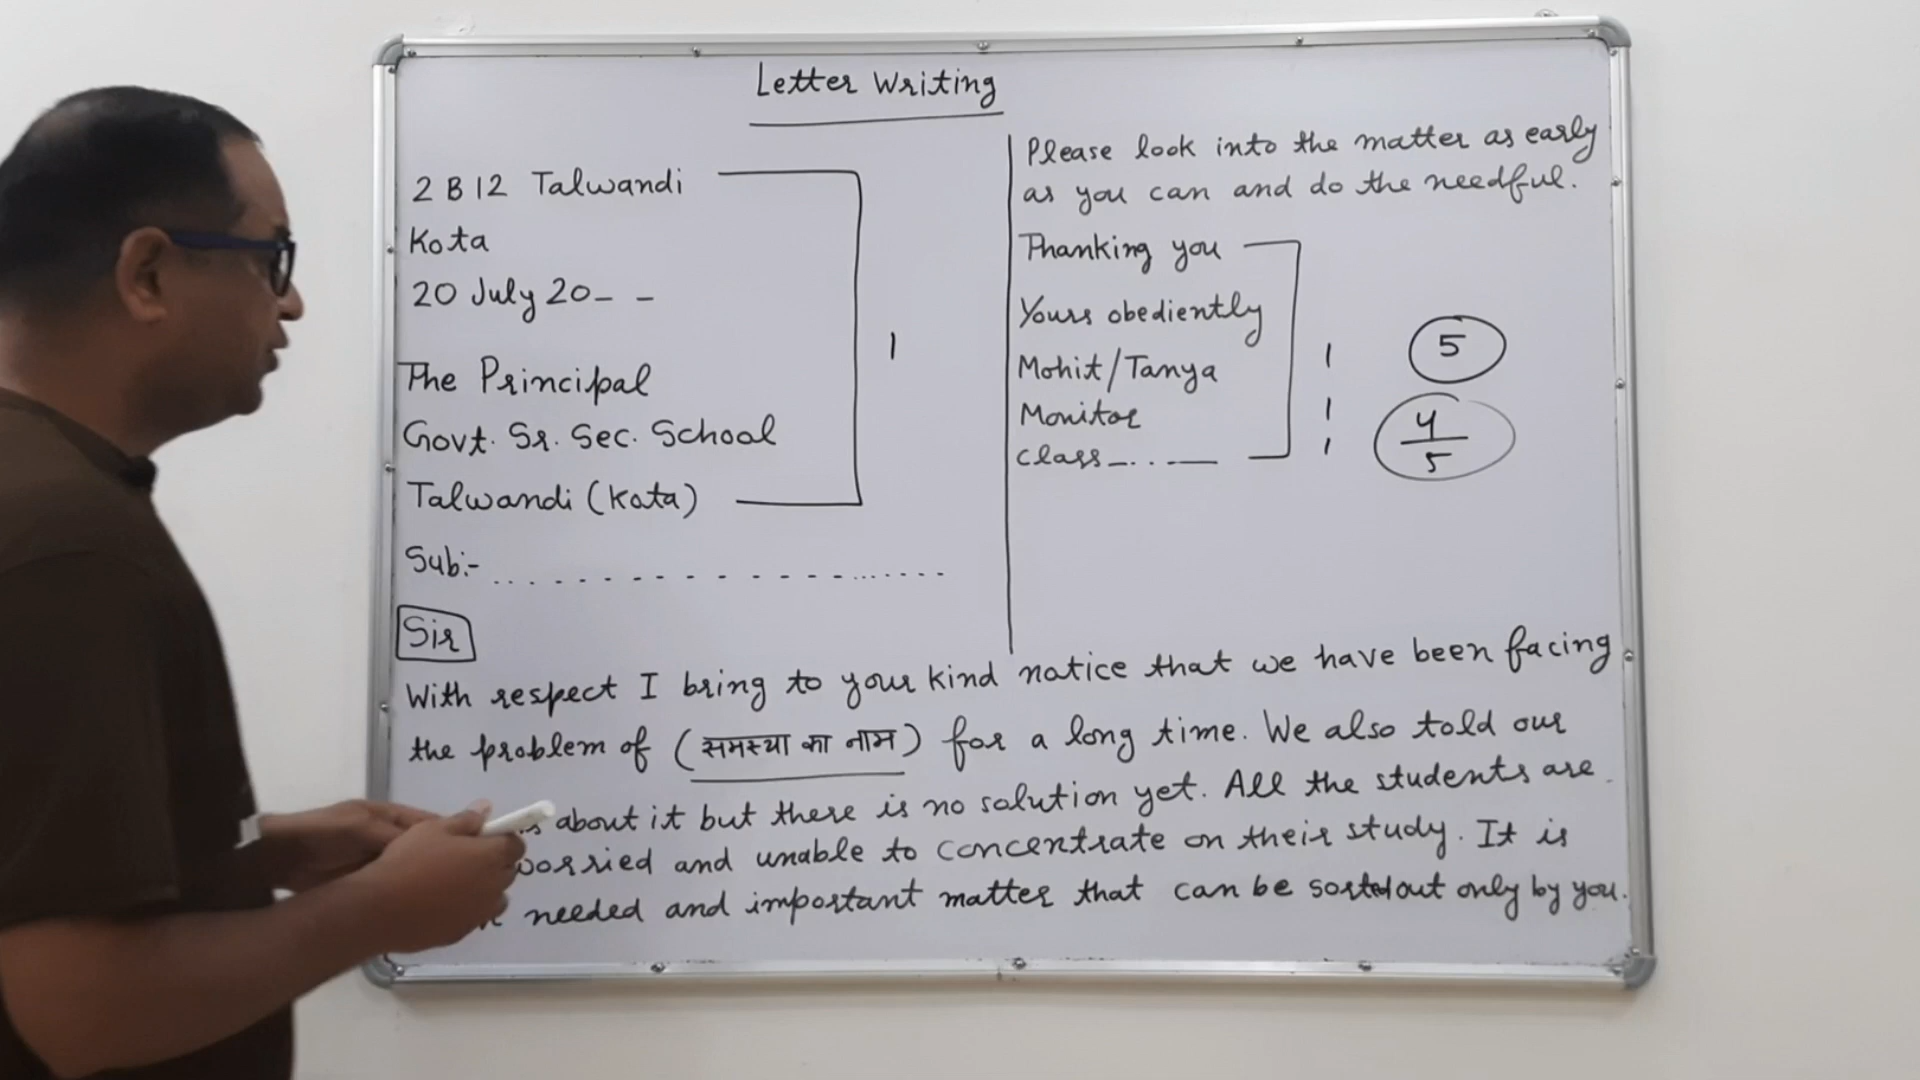 Letter Writing
2 B 12 Talwandi
Kota
20 July 20- -
The Principal
Govt. Sr. Sec. School
Talwandi (Kota)
1
Sub:- ....................
Sir
With respect I bring to your kind notice that we have been facing
the problem of (समस्या का नाम) for a long time. We also told our
about it but there is no solution yet. All the students are
worried and unable to concentrate on their study. It is
needed and important matter that can be sorted out only by you.
Please look into the matter as early
as you can and do the needful.
Thanking you
Yours obediently
Mohit/Tanya
Monitor
Class-..—
1
1
1
5
4
5